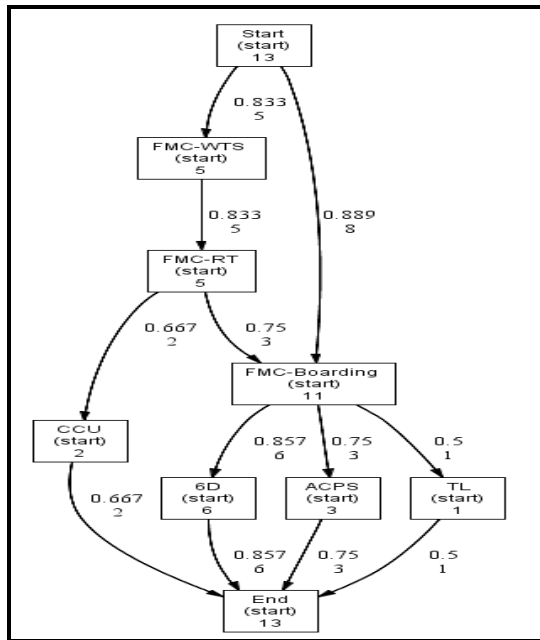 Start
(start)
13
0.833
5
FMC-WTS
(start)
5
0.889
8
0.833
5
FMC-RT
(start)
5
0.667
2
0.75
3
FMC-Boarding
(start)
11
CCU
(start)
2
0.857
6
0.75
3
0.5
1
6D
(start)
6
ACPS
(start)
3
TL
(start)
1
0.667
2
0.857
6
0.75
3
0.5
1
End
(start)
13